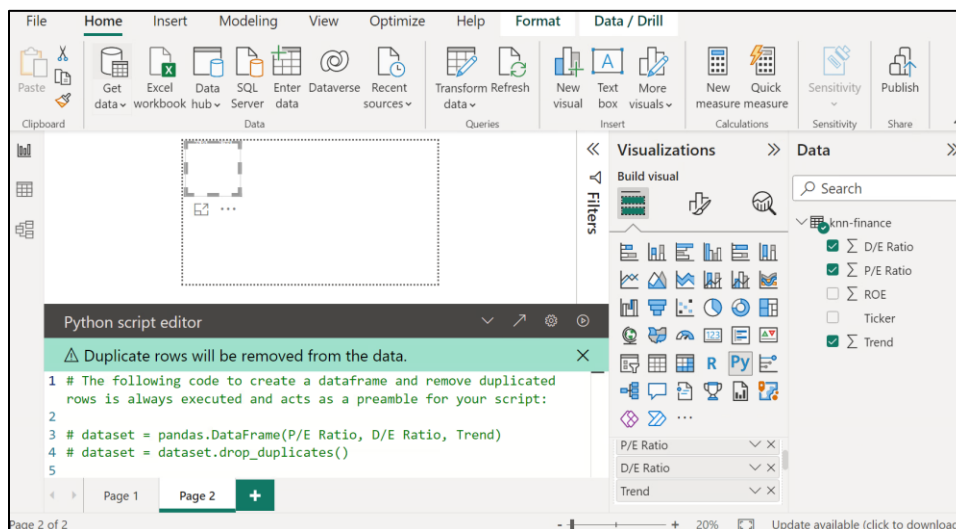 File Home Insert Modeling View Optimize Help Format Data / Drill
Paste
Get data
Excel workbook
Data hub
SQL Server
Enter data
Dataverse
Recent sources
Transform data
Refresh
New visual
Text box
More visuals
New measure
Quick measure
Sensitivity
Publish
Clipboard Data Queries Insert Calculations Sensitivity Share
Filters
Visualizations
Build visual
Data
Search
knn-finance
D/E Ratio
P/E Ratio
ROE
Ticker
Trend
Python script editor
Duplicate rows will be removed from the data.
1 # The following code to create a dataframe and remove duplicated
rows is always executed and acts as a preamble for your script:
2
3 # dataset = pandas.DataFrame(P/E Ratio, D/E Ratio, Trend)
4 # dataset = dataset.drop_duplicates()
5
123
R
Py
P/E Ratio
D/E Ratio
Trend
Page 1 Page 2 +
Page 2 of 2
- + 20% Update available (click to download